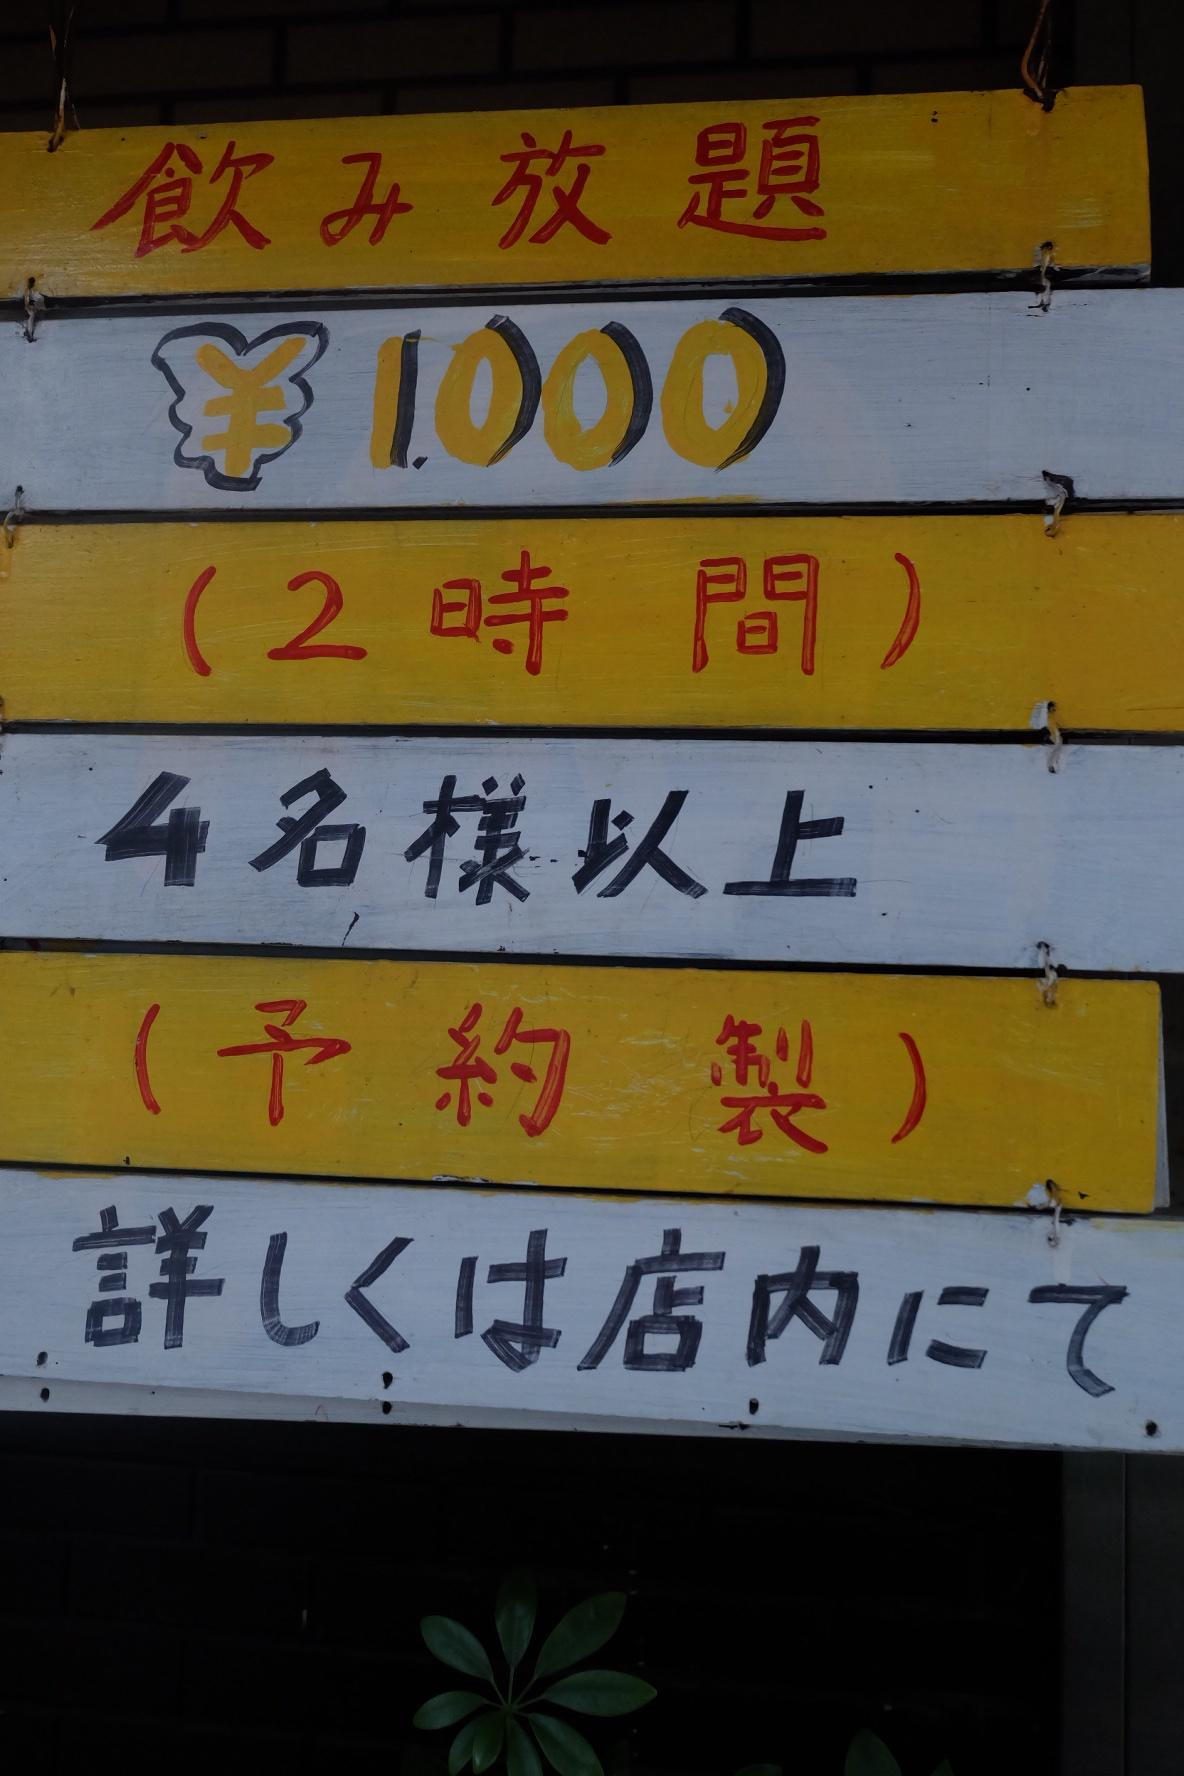 飲み放題
¥1.000
(2時間)
4名様以上
(予約製)
詳しくは店内にて